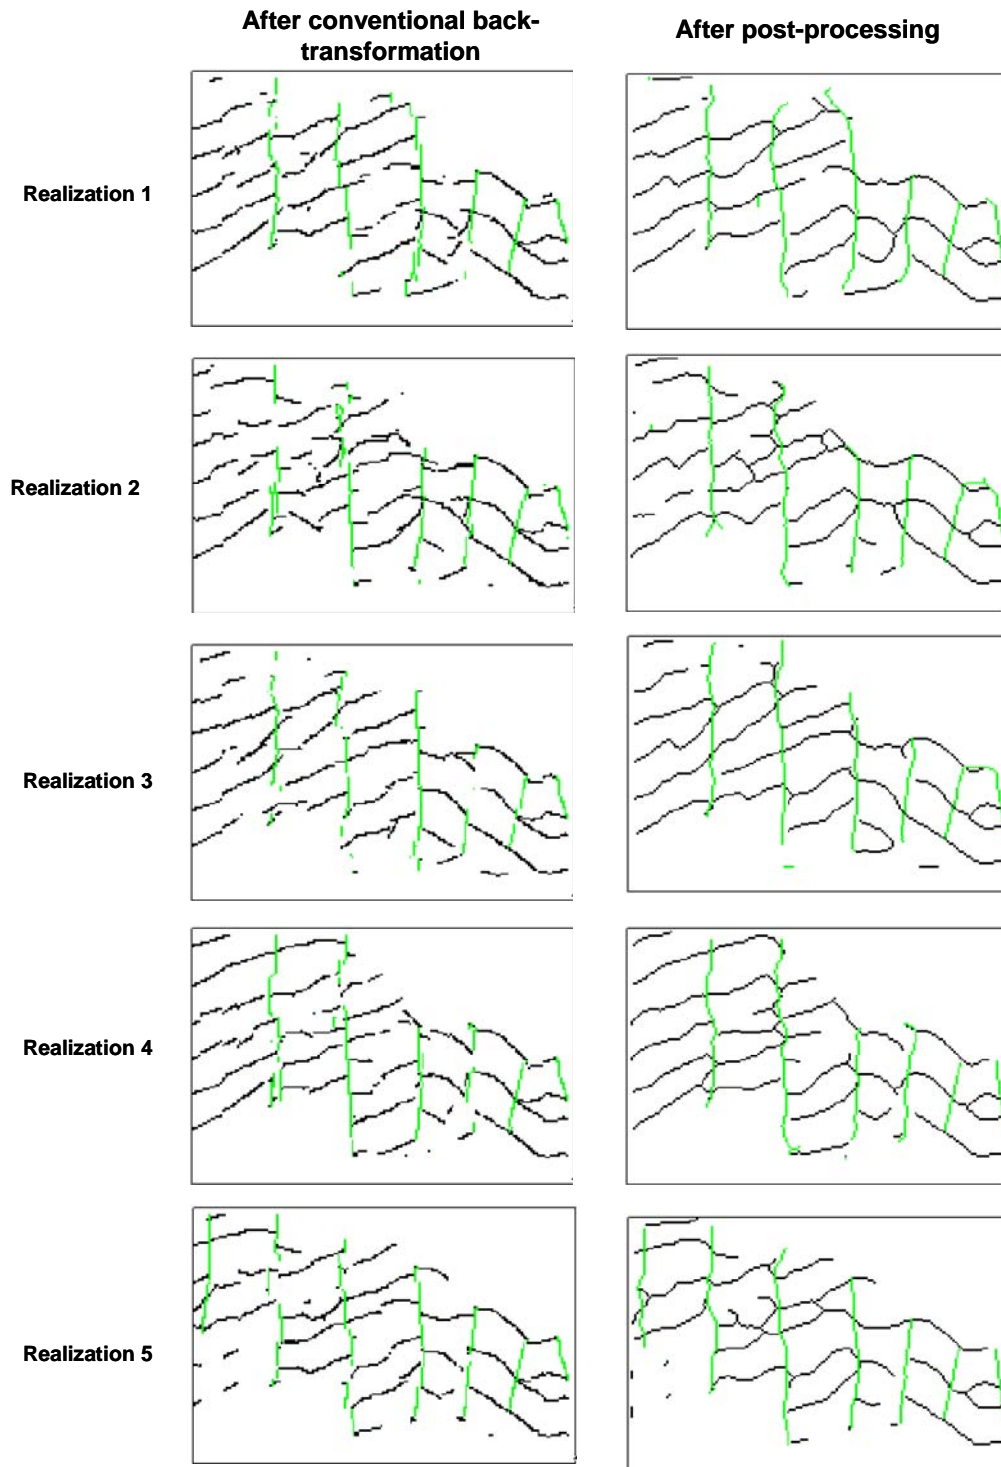 After conventional back-
transformation
After post-processing
Realization 1
Realization 2
Realization 3
Realization 4
Realization 5